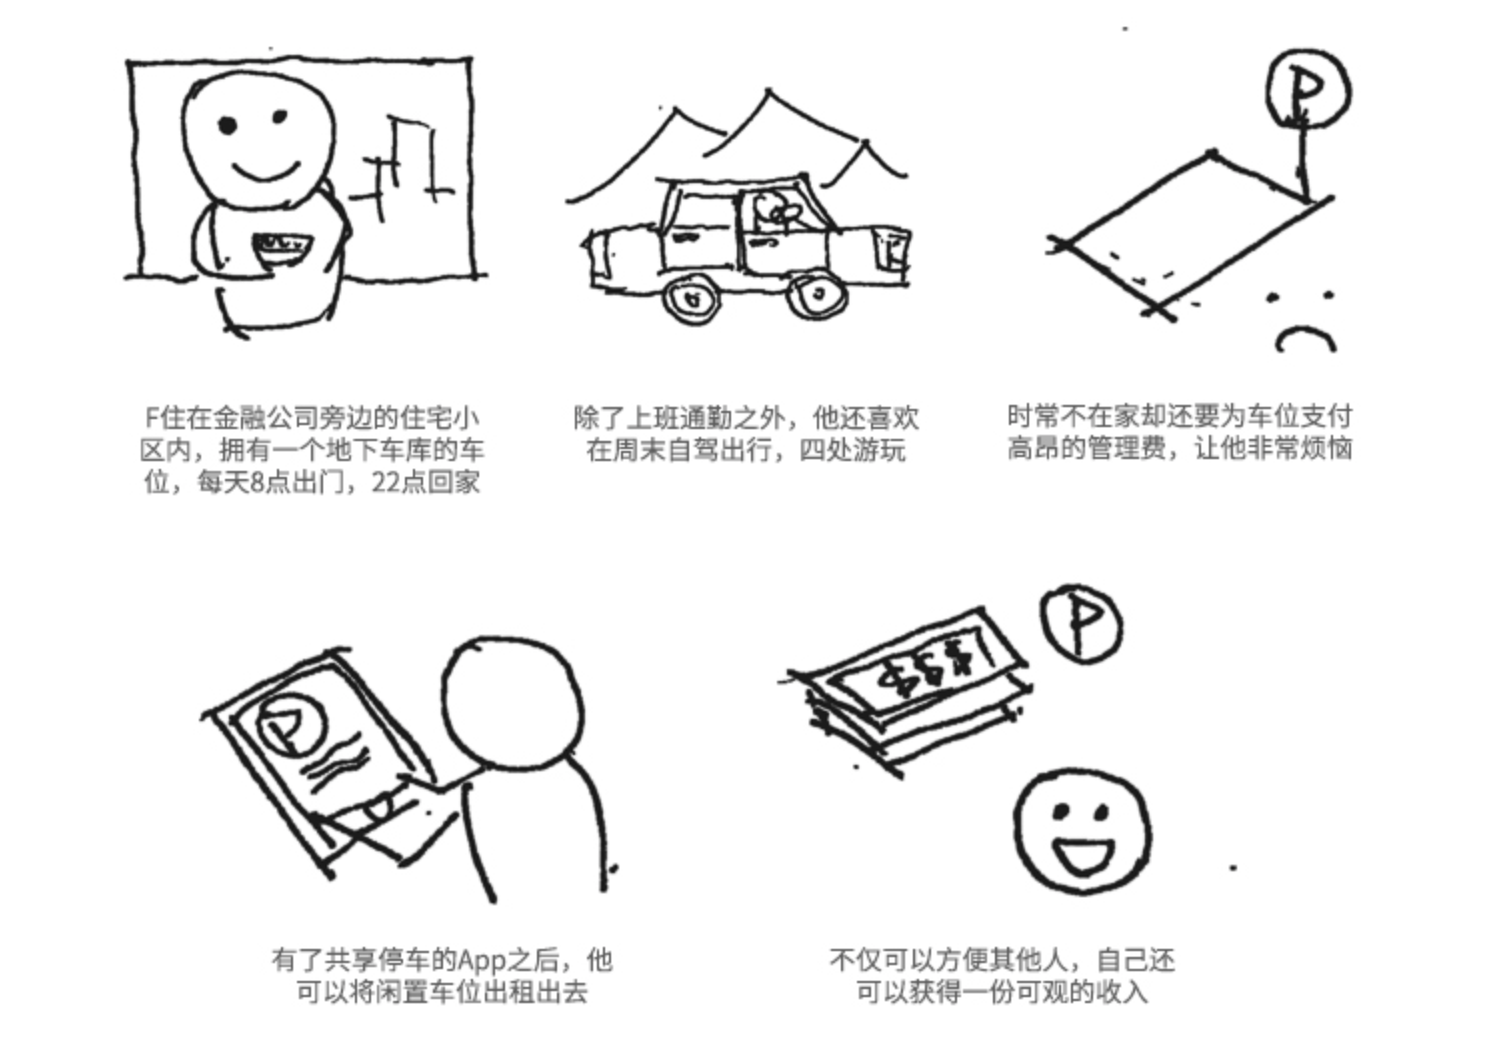 P
F住在金融公司旁边的住宅小
区内，拥有一个地下车库的车
位，每天8点出门，22点回家
除了上班通勤之外，他还喜欢
在周末自驾出行，四处游玩
时常不在家却还要为车位支付
高昂的管理费，让他非常烦恼
P
$$$
P
有了共享停车的App之后，他
可以将闲置车位出租出去
不仅可以方便其他人，自己还
可以获得一份可观的收入